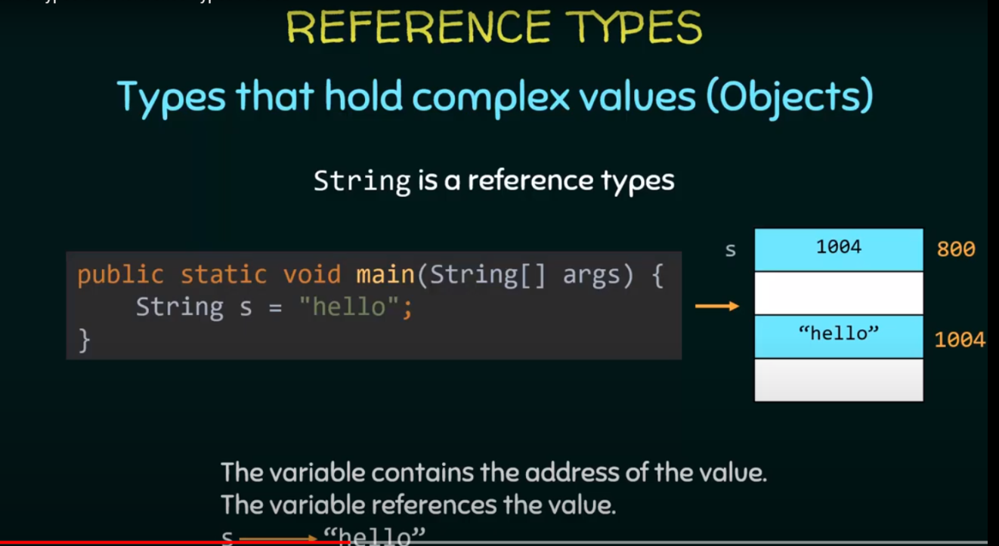 REFERENCE TYPES
Types that hold complex values (Objects)
String is a reference types
public static void main(String[] args) {
String s = "hello";
}
s 1004 800
“hello” 1004
The variable contains the address of the value.
The variable references the value.
s “hello”